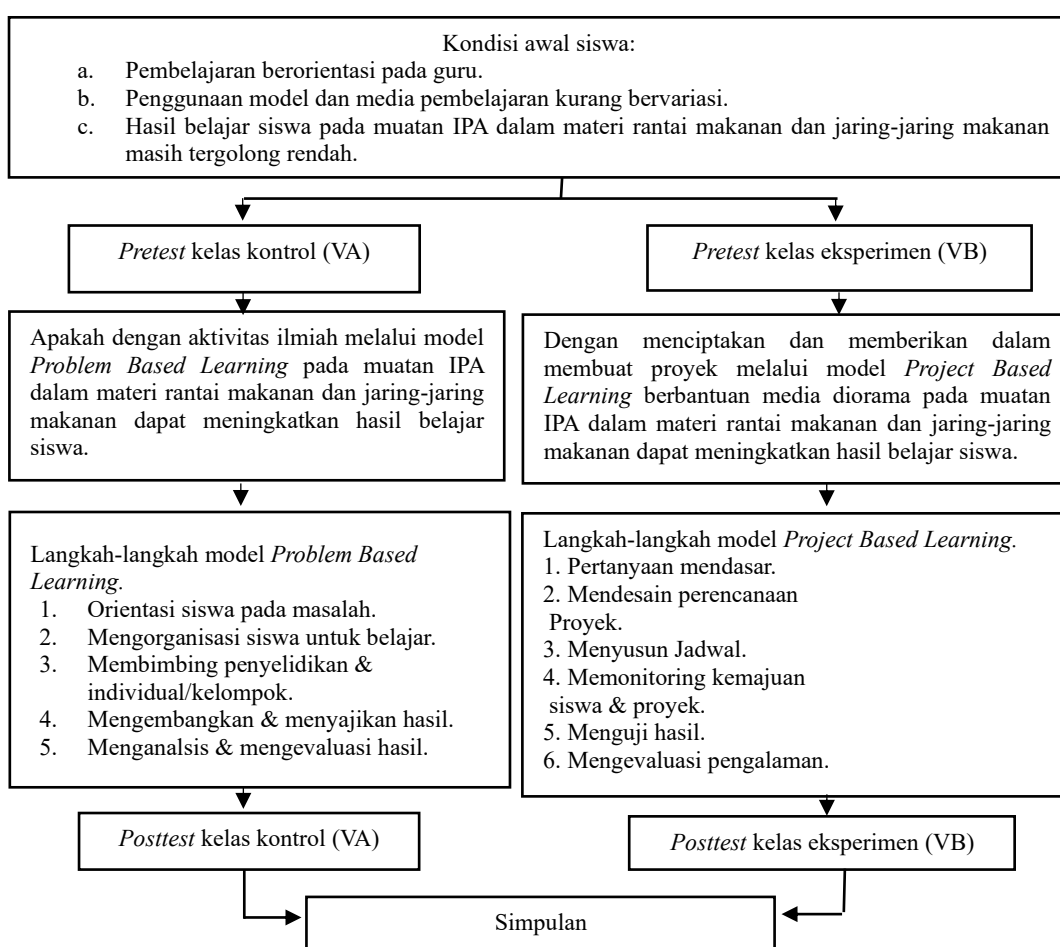 Kondisi awal siswa:
a. Pembelajaran berorientasi pada guru.
b. Penggunaan model dan media pembelajaran kurang bervariasi.
c. Hasil belajar siswa pada muatan IPA dalam materi rantai makanan dan jaring-jaring makanan
masih tergolong rendah.
Pretest kelas kontrol (VA)
Pretest kelas eksperimen (VB)
Apakah dengan aktivitas ilmiah melalui model
Problem Based Learning pada muatan IPA
dalam materi rantai makanan dan jaring-jaring
makanan dapat meningkatkan hasil belajar
siswa.
Dengan menciptakan dan memberikan dalam
membuat proyek melalui model Project Based
Learning berbantuan media diorama pada muatan
IPA dalam materi rantai makanan dan jaring-jaring
makanan dapat meningkatkan hasil belajar siswa.
Langkah-langkah model Problem Based
Learning.
1. Orientasi siswa pada masalah.
2. Mengorganisasi siswa untuk belajar.
3. Membimbing penyelidikan &
individual/kelompok.
4. Mengembangkan & menyajikan hasil.
5. Menganalsis & mengevaluasi hasil.
Langkah-langkah model Project Based Learning.
1. Pertanyaan mendasar.
2. Mendesain perencanaan
Proyek.
3. Menyusun Jadwal.
4. Memonitoring kemajuan
siswa & proyek.
5. Menguji hasil.
6. Mengevaluasi pengalaman.
Posttest kelas kontrol (VA)
Posttest kelas eksperimen (VB)
Simpulan